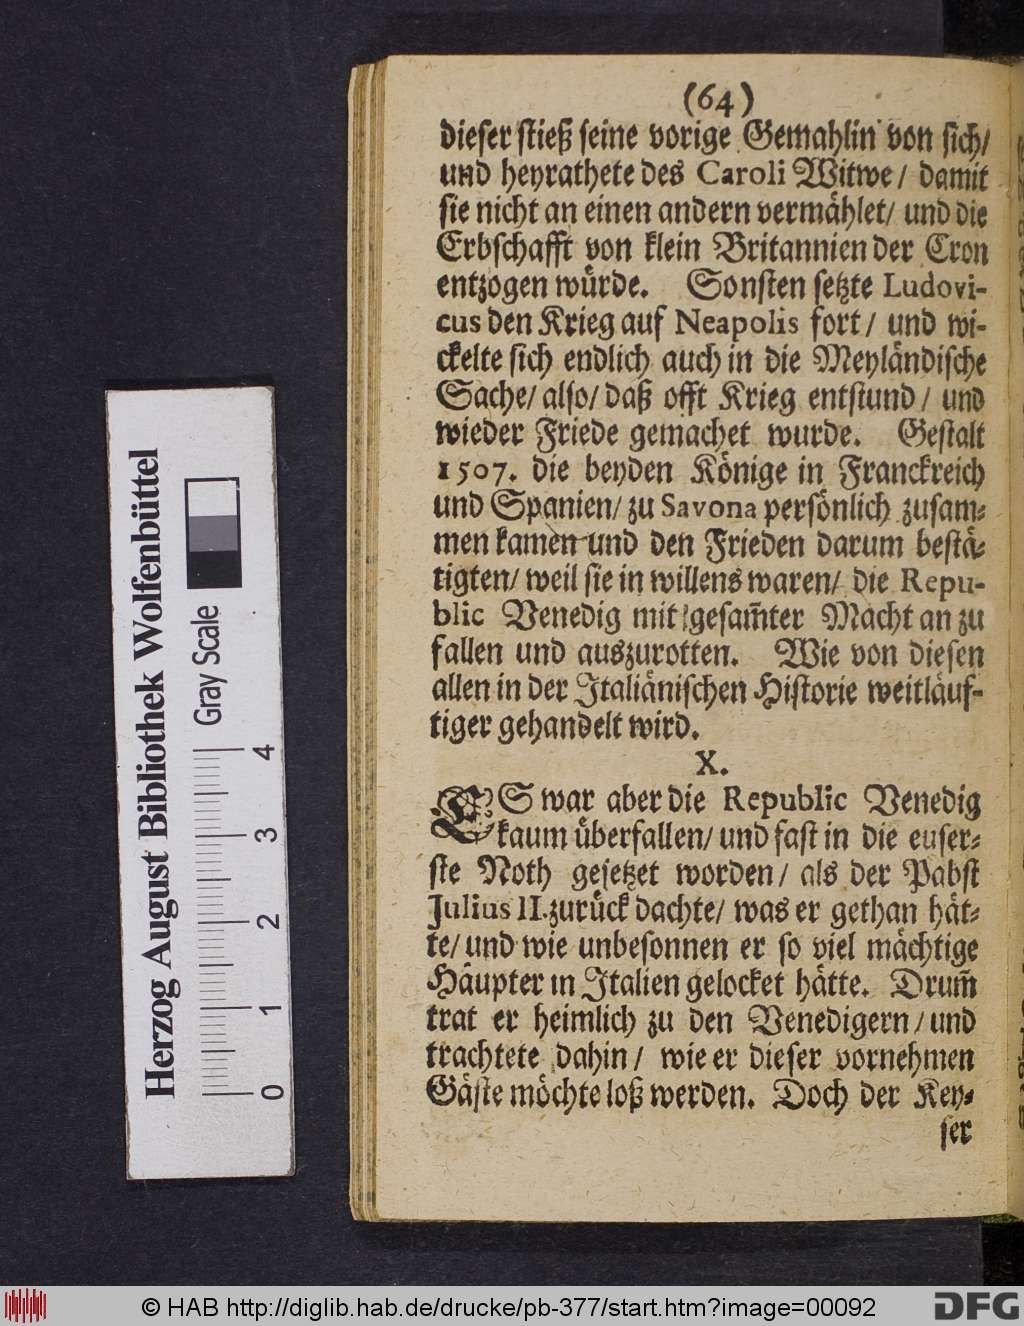 (64)
dieser stieß seine vorige Gemahlin von sich/
und heyrathete des Caroli Witwe/ damit
sie nicht an einen andern vermählet/ und die
Erbschafft von klein Britannien der Cron
entzogen würde. Sonsten setzte Ludovi-
cus den Krieg auf Neapolis fort/ und wi-
ckelte sich endlich auch in die Meyländische
Sache/ also/ daß offt Krieg entstund/ und
wieder Friede gemachet wurde. Gestalt
1507. die beyden Könige in Franckreich
und Spanien/ zu Savona persönlich zusam-
men kamen und den Frieden darum bestä-
tigten/ weil sie in willens waren/ die Repu-
blic Venedig mit gesam̃ter Macht an zu
fallen und auszurotten. Wie von diesen
allen in der Italiänischen Historie weitläuf-
tiger gehandelt wird.
X.
ES war aber die Republic Venedig
kaum überfallen/ und fast in die euser-
ste Noth gesetzet worden/ als der Pabst
Julius II. zurück dachte/ was er gethan hät-
te/ und wie unbesonnen er so viel mächtige
Häupter in Italien gelocket hätte. Drum̃
trat er heimlich zu den Venedigern/ und
trachtete dahin/ wie er dieser vornehmen
Gäste möchte loß werden. Doch der Key-
ser
Herzog August Bibliothek Wolfenbüttel
Gray Scale
0 1 2 3 4
© HAB http://diglib.hab.de/drucke/pb-377/start.htm?image=00092
DFG